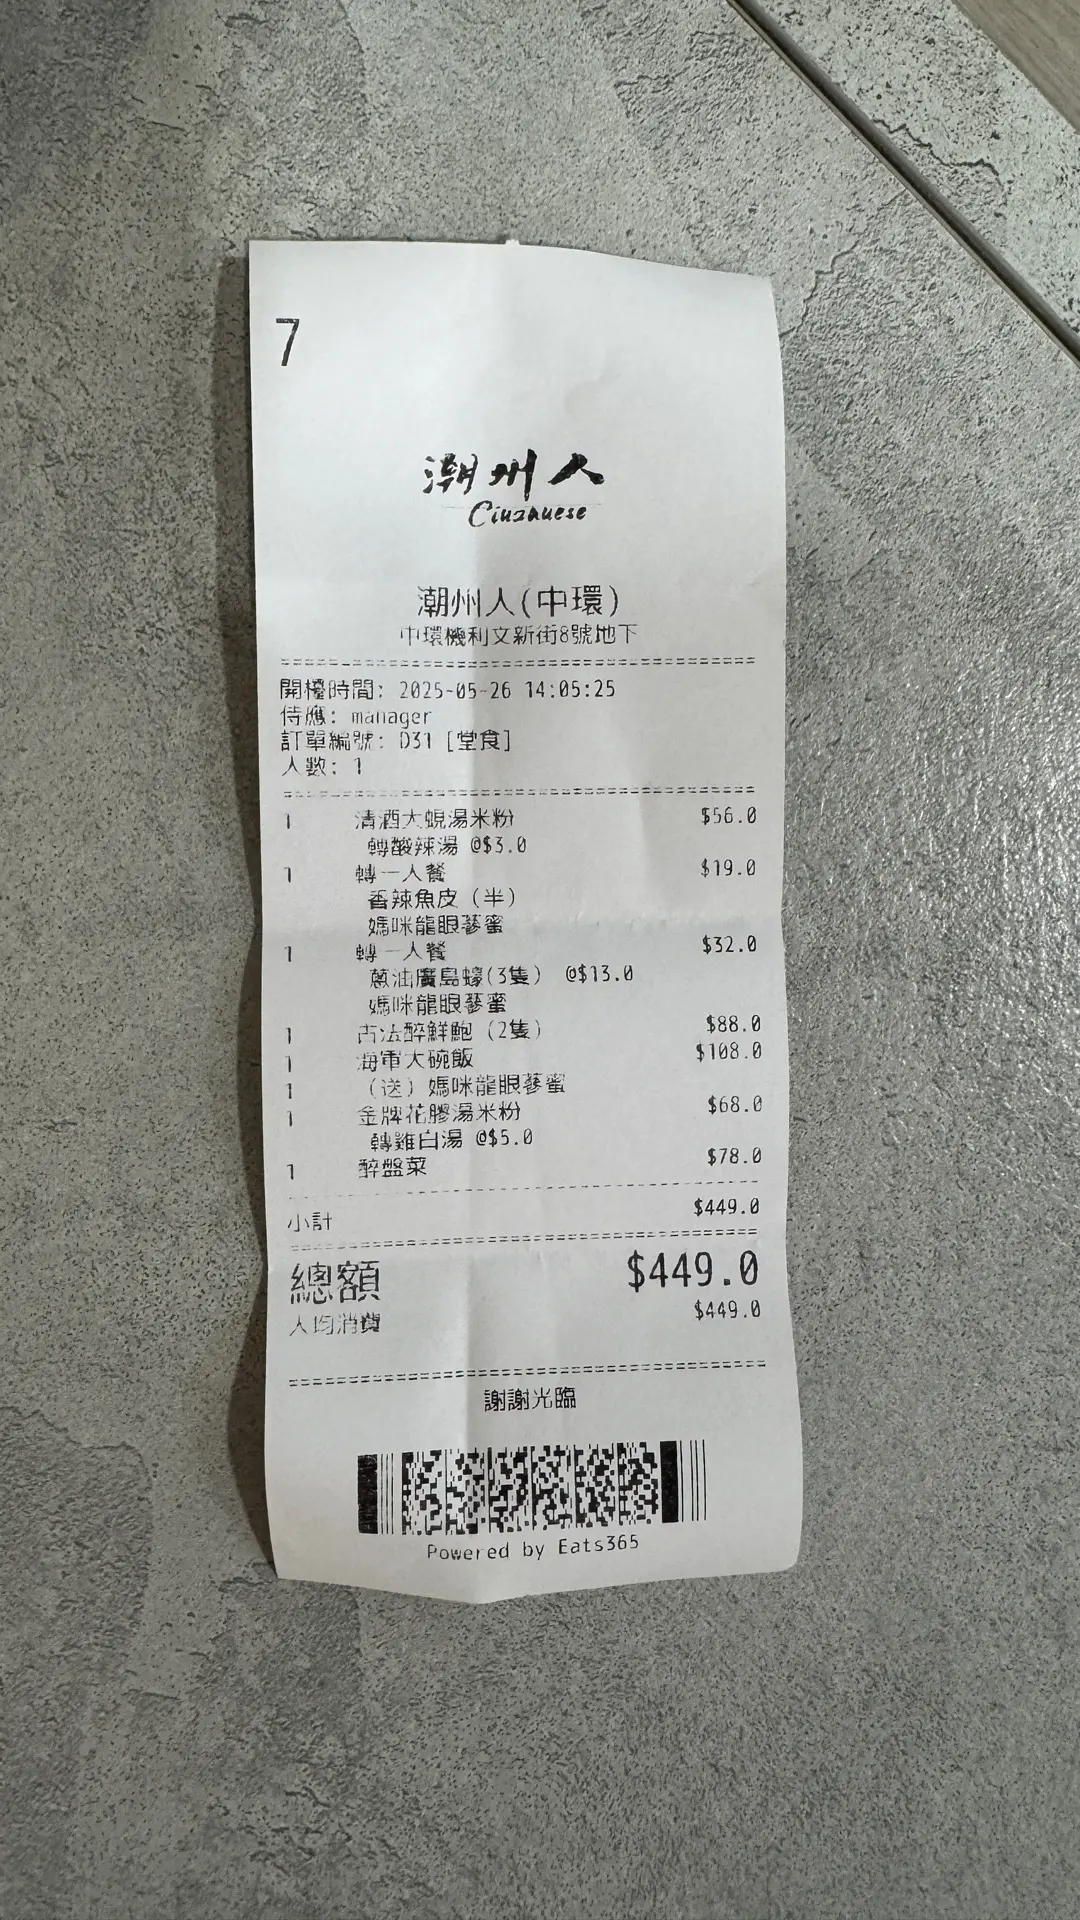 7
潮州人
Ciuzauese
潮州人(中環)
中環機利文新街8號地下
開檯時間: 2025-05-26 14:05:25
侍應: manager
訂單編號: D31 [堂食]
人數: 1
1 清酒大蜆湯米粉 $56.0
轉酸辣湯 @$3.0
1 轉一人餐 $19.0
香辣魚皮 (半)
媽咪龍眼蔘蜜
1 轉一人餐 $32.0
蔥油廣島蠔(3隻) @$13.0
媽咪龍眼蔘蜜
1 古法醉鮮鮑 (2隻) $88.0
1 海軍大碗飯 $108.0
1 (送) 媽咪龍眼蔘蜜
1 金牌花膠湯米粉 $68.0
轉雞白湯 @$5.0
1 醉盤菜 $78.0
小計 $449.0
總額 $449.0
人均消費 $449.0
謝謝光臨
Powered by Eats365